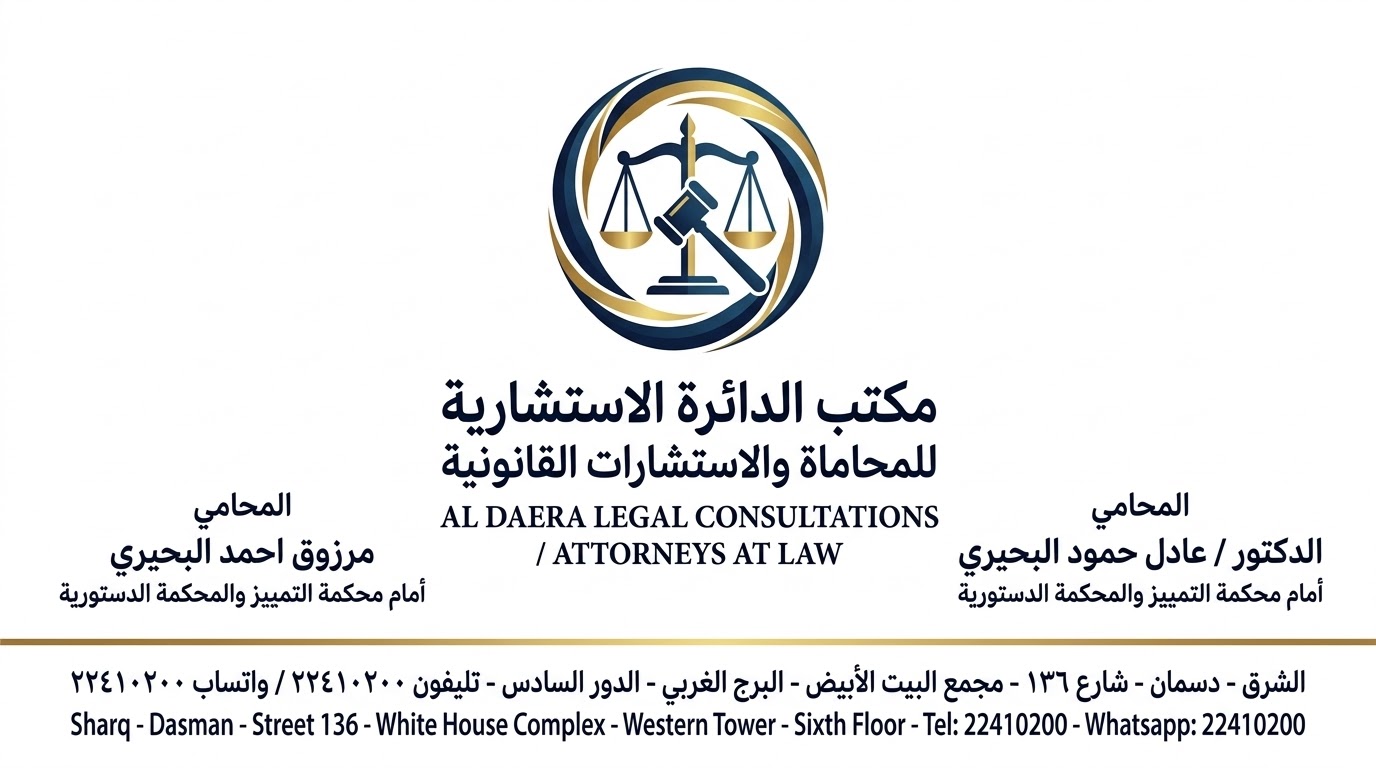 مكتب الدائرة الاستشارية
للمحاماة والاستشارات القانونية
AL DAERA LEGAL CONSULTATIONS
/ ATTORNEYS AT LAW
المحامي
الدكتور / عادل حمود البحيري
أمام محكمة التمييز والمحكمة الدستورية
المحامي
مرزوق احمد البحيري
أمام محكمة التمييز والمحكمة الدستورية
الشرق - دسمان - شارع ١٣٦ - مجمع البيت الأبيض - البرج الغربي - الدور السادس - تليفون ٢٢٤١٠٢٠٠ / واتساب ٢٢٤١٠٢٠٠
Sharq - Dasman - Street 136 - White House Complex - Western Tower - Sixth Floor - Tel: 22410200 - Whatsapp: 22410200